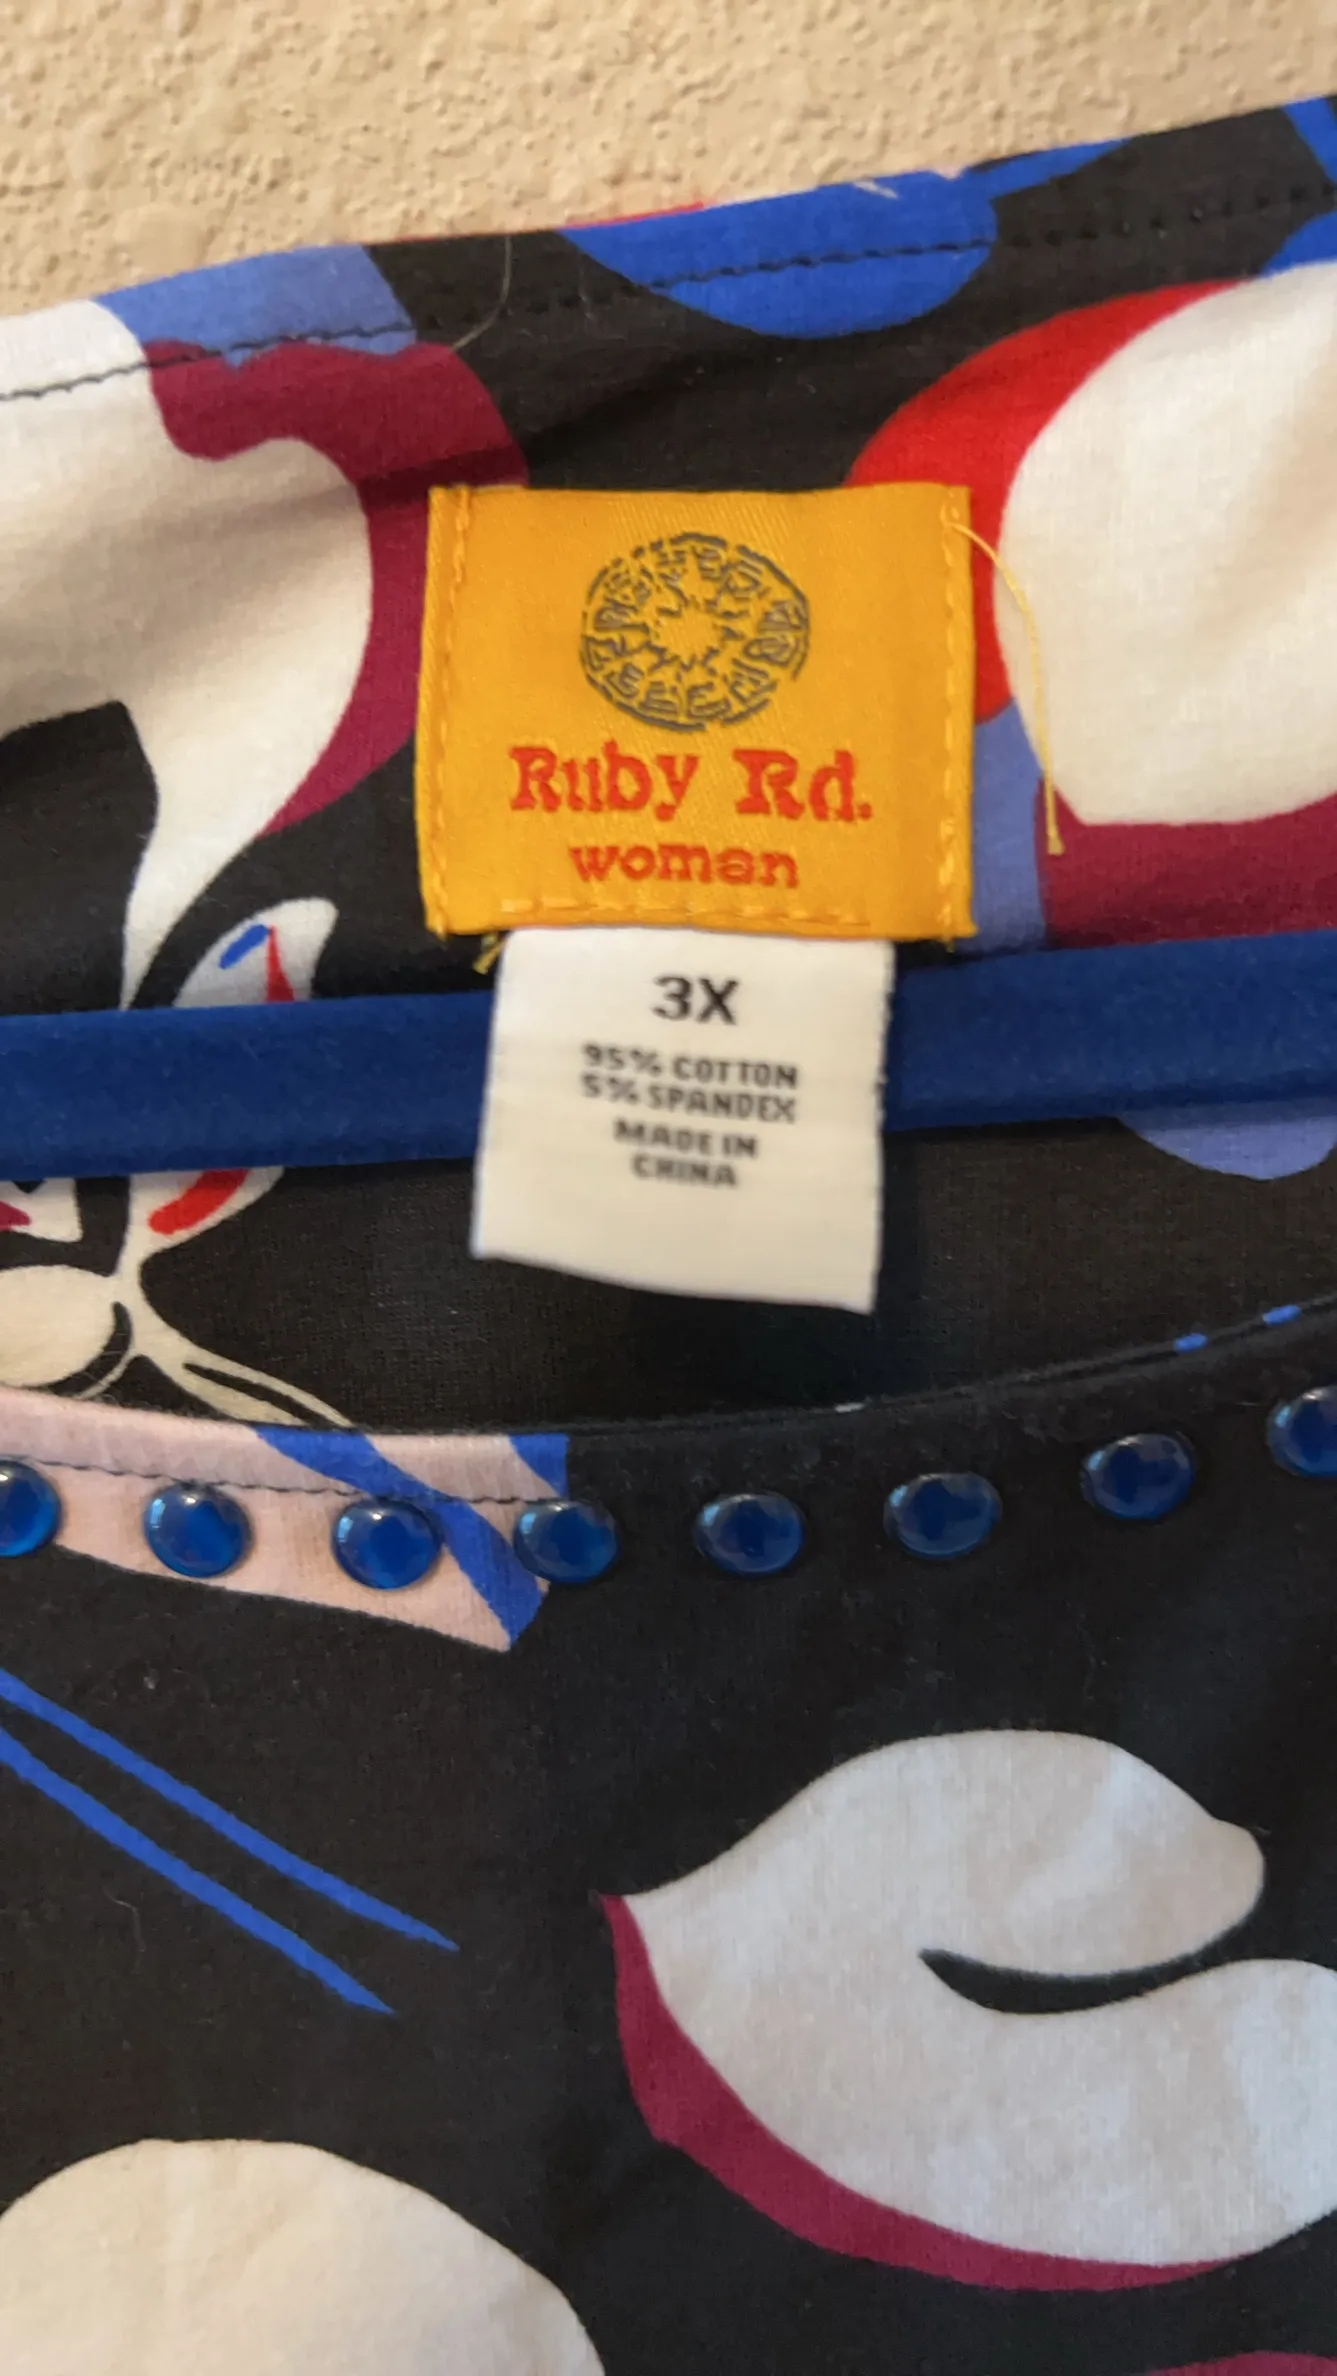 Ruby Rd.
woman
3X
95% COTTON
5% SPANDEX
MADE IN
CHINA